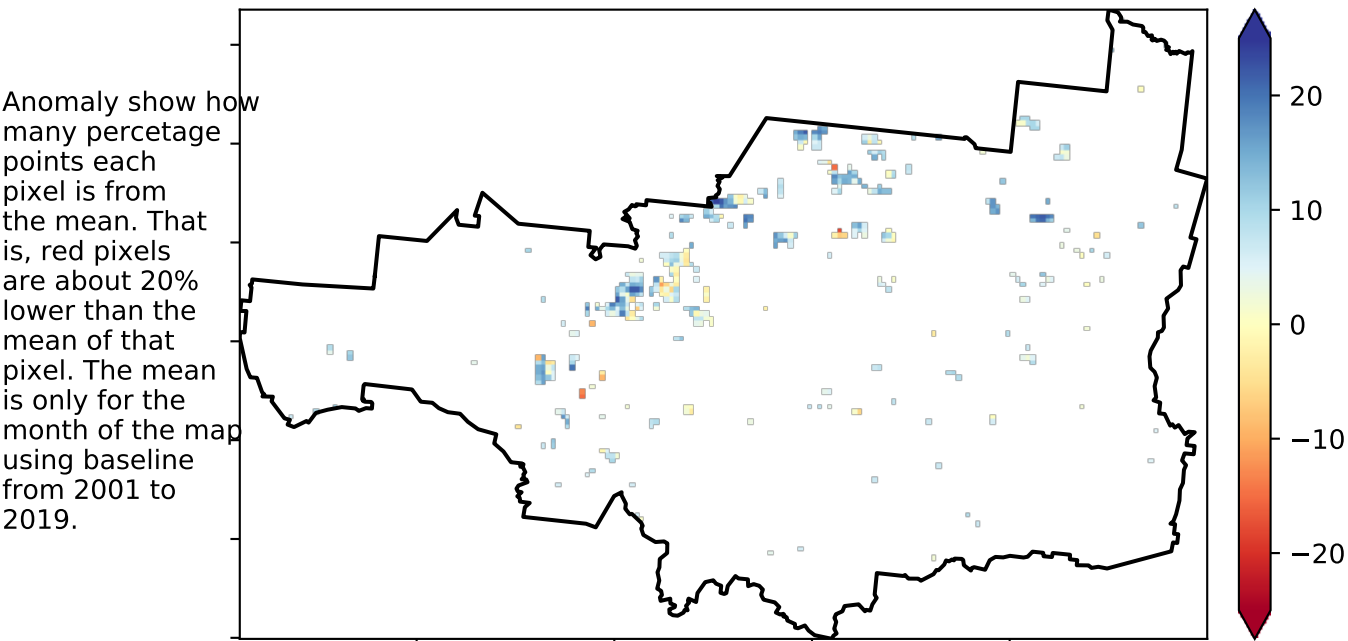 Anomaly show how
many percetage
points each
pixel is from
the mean. That
is, red pixels
are about 20%
lower than the
mean of that
pixel. The mean
is only for the
month of the map
using baseline
from 2001 to
2019.
20
10
0
−10
−20